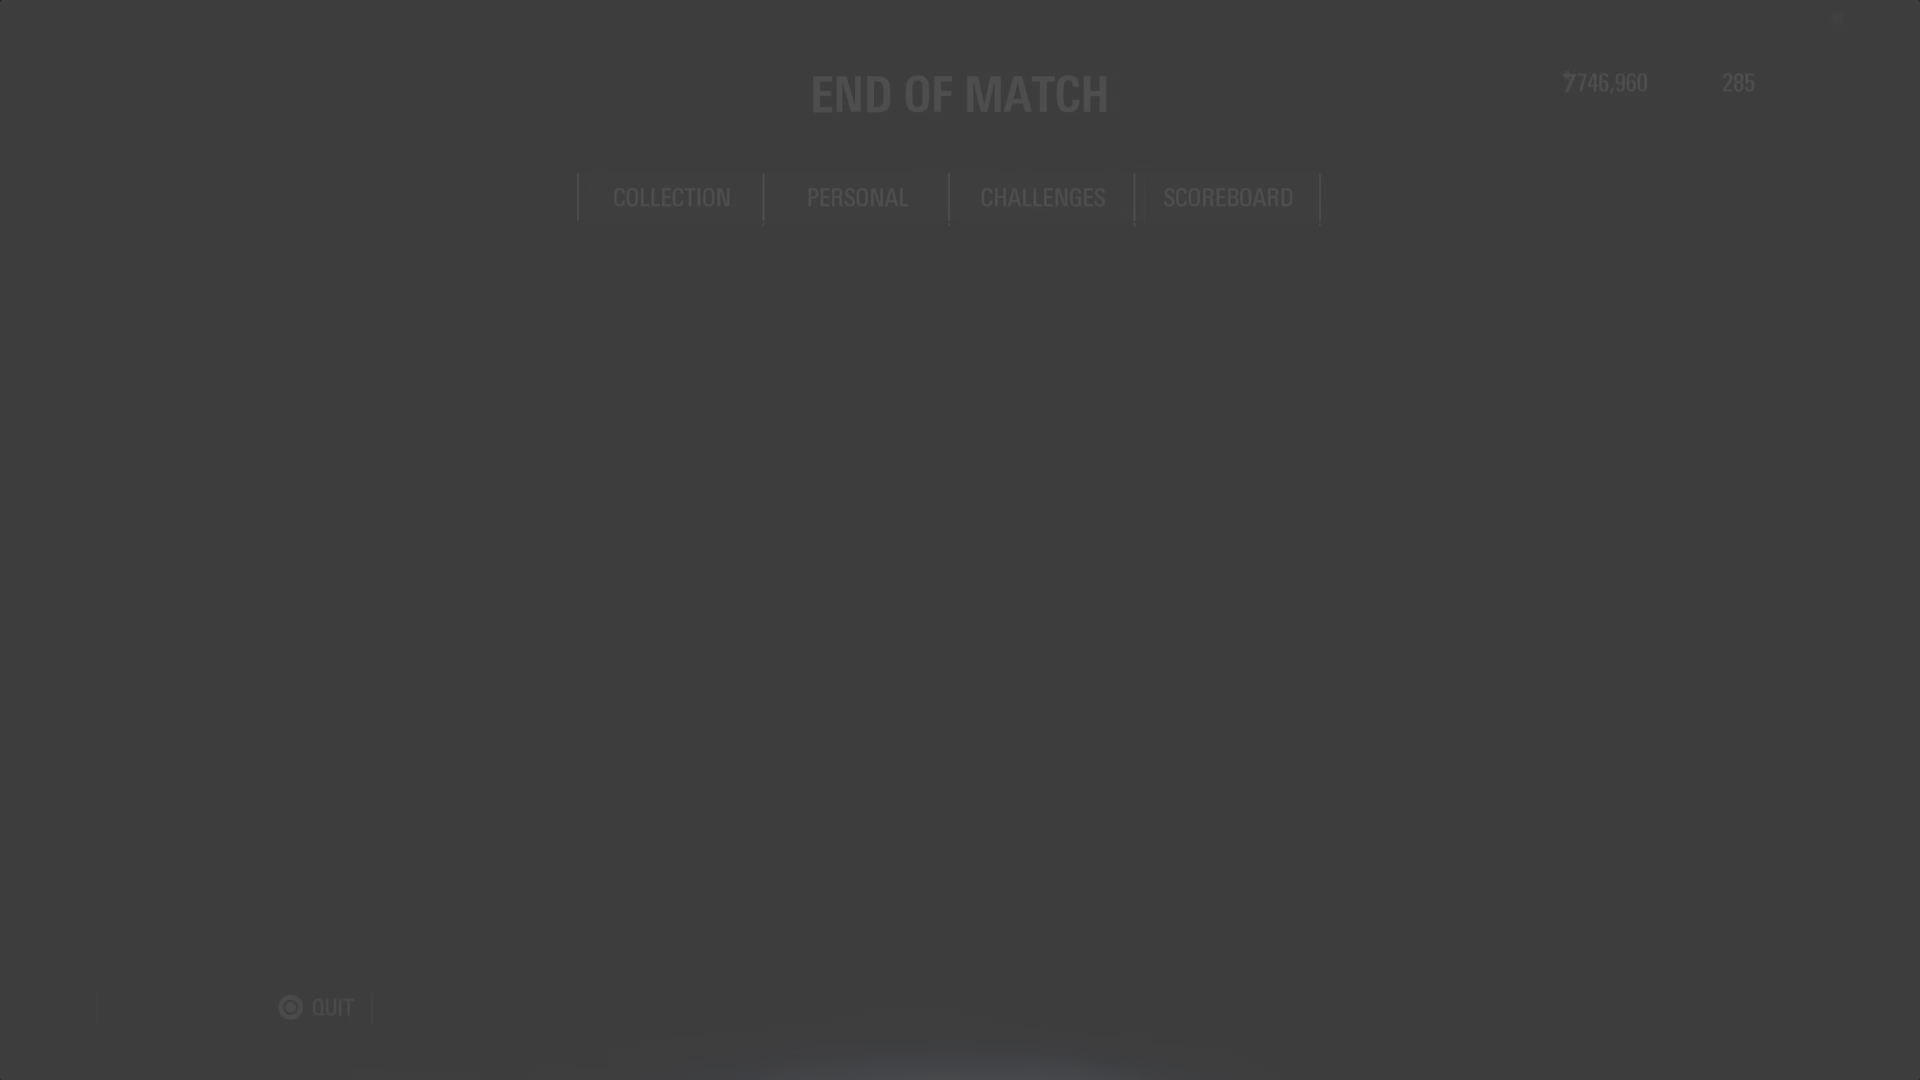 END OF MATCH
7746,960
285
COLLECTION
PERSONAL
CHALLENGES
SCOREBOARD
QUIT